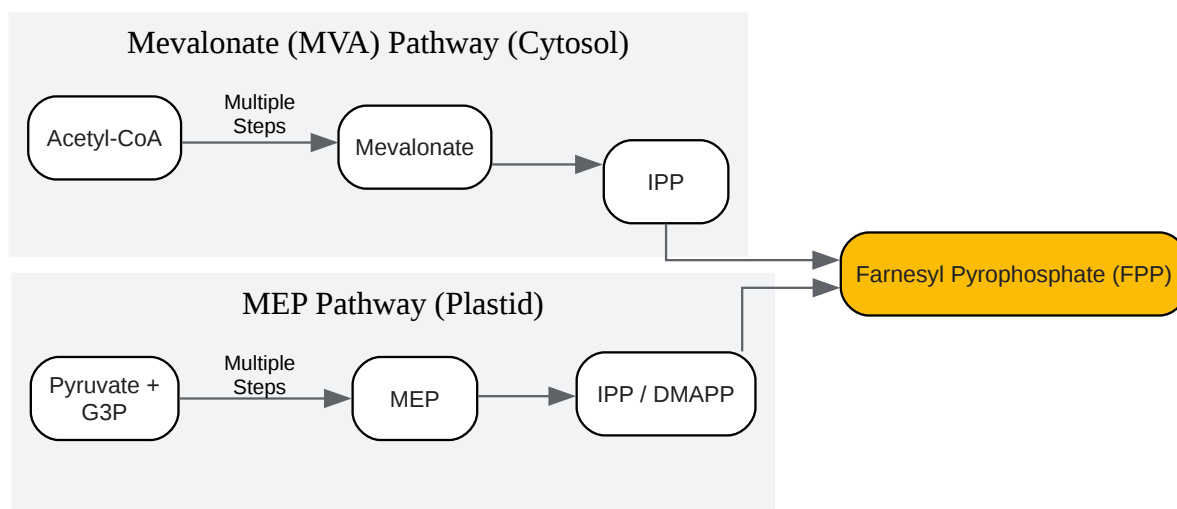 Mevalonate (MVA) Pathway (Cytosol)
Multiple
Steps
Acetyl-CoA
Mevalonate
IPP
Farnesyl Pyrophosphate (FPP)
MEP Pathway (Plastid)
Multiple
Steps
Pyruvate +
G3P
MEP
IPP / DMAPP